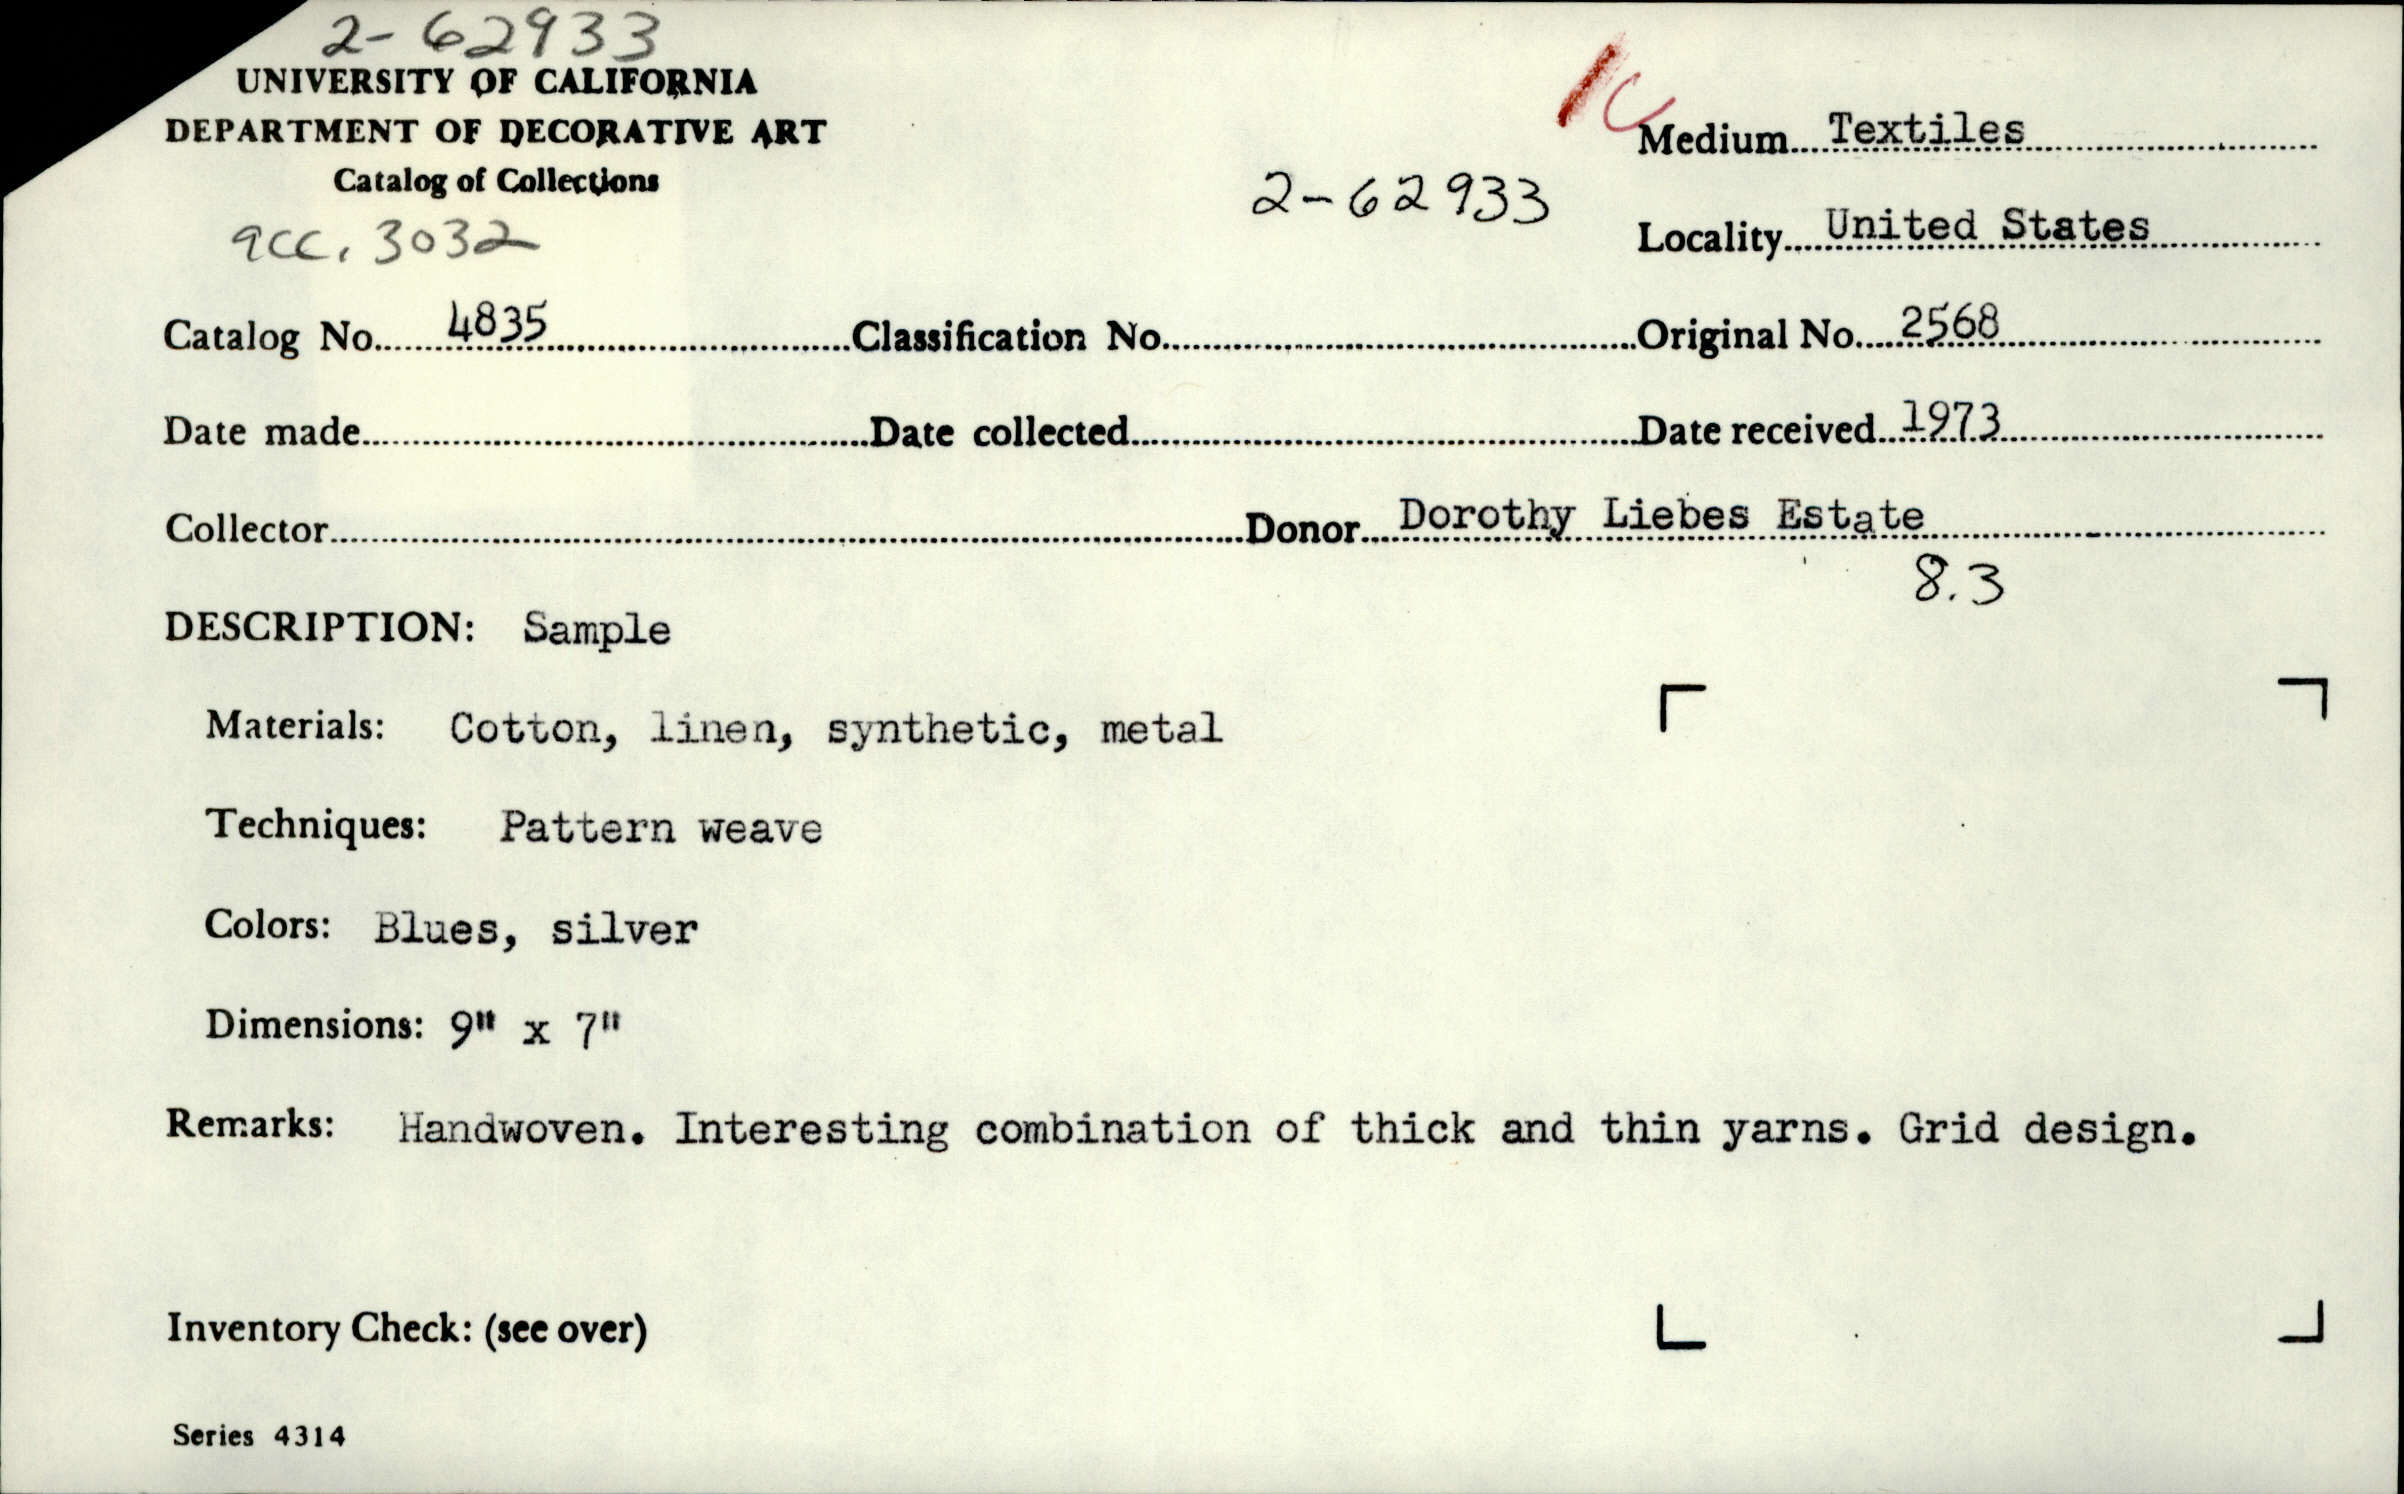 2-62933
UNIVERSITY OF CALIFORNIA
DEPARTMENT OF DECORATIVE ART
Catalog of Collections
acc. 3032
2-62933
Medium Textiles
Locality United States
Catalog No. 4835 Classification No. Original No. 2568
Date made Date collected Date received 1973
Collector Donor Dorothy Liebes Estate
8.3
DESCRIPTION: Sample
Materials: Cotton, linen, synthetic, metal
Techniques: Pattern weave
Colors: Blues, silver
Dimensions: 9" x 7"
Remarks: Handwoven. Interesting combination of thick and thin yarns. Grid design.
Inventory Check: (see over)
Series 4314